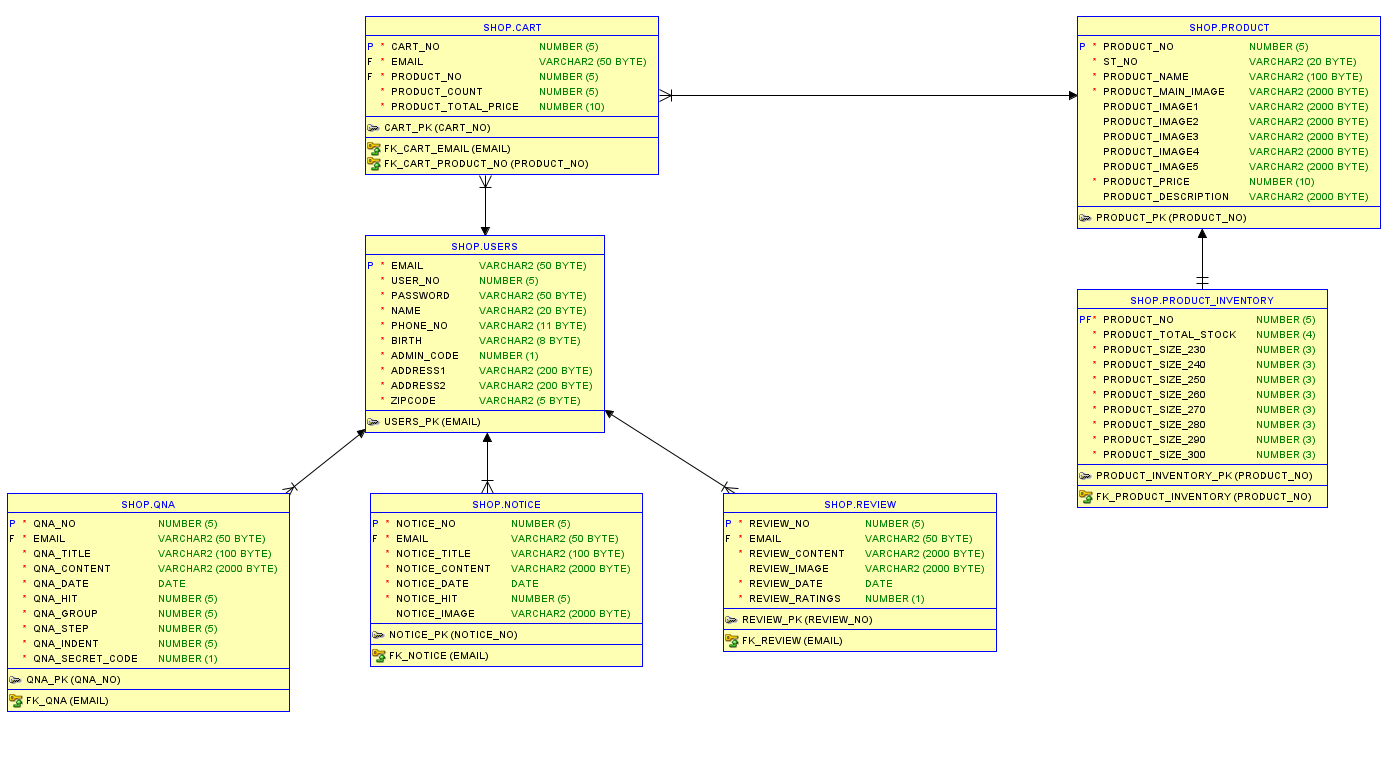 SHOP.CART
P * CART_NO NUMBER (5)
F * EMAIL VARCHAR2 (50 BYTE)
F * PRODUCT_NO NUMBER (5)
* PRODUCT_COUNT NUMBER (5)
* PRODUCT_TOTAL_PRICE NUMBER (10)
CART_PK (CART_NO)
FK_CART_EMAIL (EMAIL)
FK_CART_PRODUCT_NO (PRODUCT_NO)
SHOP.PRODUCT
P * PRODUCT_NO NUMBER (5)
* ST_NO VARCHAR2 (20 BYTE)
* PRODUCT_NAME VARCHAR2 (100 BYTE)
* PRODUCT_MAIN_IMAGE VARCHAR2 (2000 BYTE)
PRODUCT_IMAGE1 VARCHAR2 (2000 BYTE)
PRODUCT_IMAGE2 VARCHAR2 (2000 BYTE)
PRODUCT_IMAGE3 VARCHAR2 (2000 BYTE)
PRODUCT_IMAGE4 VARCHAR2 (2000 BYTE)
PRODUCT_IMAGE5 VARCHAR2 (2000 BYTE)
* PRODUCT_PRICE NUMBER (10)
PRODUCT_DESCRIPTION VARCHAR2 (2000 BYTE)
PRODUCT_PK (PRODUCT_NO)
SHOP.USERS
P * EMAIL VARCHAR2 (50 BYTE)
* USER_NO NUMBER (5)
* PASSWORD VARCHAR2 (50 BYTE)
* NAME VARCHAR2 (20 BYTE)
* PHONE_NO VARCHAR2 (11 BYTE)
* BIRTH VARCHAR2 (8 BYTE)
* ADMIN_CODE NUMBER (1)
* ADDRESS1 VARCHAR2 (200 BYTE)
* ADDRESS2 VARCHAR2 (200 BYTE)
* ZIPCODE VARCHAR2 (5 BYTE)
USERS_PK (EMAIL)
SHOP.PRODUCT_INVENTORY
PF* PRODUCT_NO NUMBER (5)
* PRODUCT_TOTAL_STOCK NUMBER (4)
* PRODUCT_SIZE_230 NUMBER (3)
* PRODUCT_SIZE_240 NUMBER (3)
* PRODUCT_SIZE_250 NUMBER (3)
* PRODUCT_SIZE_260 NUMBER (3)
* PRODUCT_SIZE_270 NUMBER (3)
* PRODUCT_SIZE_280 NUMBER (3)
* PRODUCT_SIZE_290 NUMBER (3)
* PRODUCT_SIZE_300 NUMBER (3)
PRODUCT_INVENTORY_PK (PRODUCT_NO)
FK_PRODUCT_INVENTORY (PRODUCT_NO)
SHOP.QNA
P * QNA_NO NUMBER (5)
F * EMAIL VARCHAR2 (50 BYTE)
* QNA_TITLE VARCHAR2 (100 BYTE)
* QNA_CONTENT VARCHAR2 (2000 BYTE)
* QNA_DATE DATE
* QNA_HIT NUMBER (5)
* QNA_GROUP NUMBER (5)
* QNA_STEP NUMBER (5)
* QNA_INDENT NUMBER (5)
* QNA_SECRET_CODE NUMBER (1)
QNA_PK (QNA_NO)
FK_QNA (EMAIL)
SHOP.NOTICE
P * NOTICE_NO NUMBER (5)
F * EMAIL VARCHAR2 (50 BYTE)
* NOTICE_TITLE VARCHAR2 (100 BYTE)
* NOTICE_CONTENT VARCHAR2 (2000 BYTE)
* NOTICE_DATE DATE
* NOTICE_HIT NUMBER (5)
NOTICE_IMAGE VARCHAR2 (2000 BYTE)
NOTICE_PK (NOTICE_NO)
FK_NOTICE (EMAIL)
SHOP.REVIEW
P * REVIEW_NO NUMBER (5)
F * EMAIL VARCHAR2 (50 BYTE)
* REVIEW_CONTENT VARCHAR2 (2000 BYTE)
REVIEW_IMAGE VARCHAR2 (2000 BYTE)
* REVIEW_DATE DATE
* REVIEW_RATINGS NUMBER (1)
REVIEW_PK (REVIEW_NO)
FK_REVIEW (EMAIL)